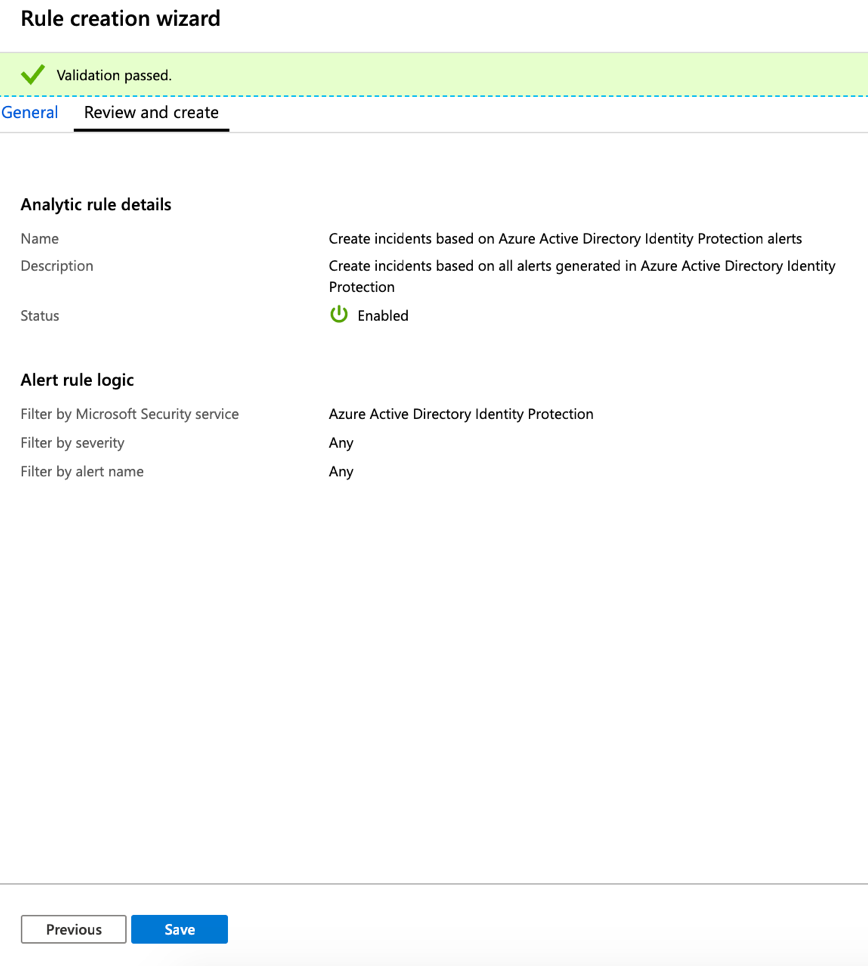 Rule creation wizard
Validation passed.
General Review and create
Analytic rule details
Name Create incidents based on Azure Active Directory Identity Protection alerts
Description Create incidents based on all alerts generated in Azure Active Directory Identity
Protection
Status Enabled
Alert rule logic
Filter by Microsoft Security service Azure Active Directory Identity Protection
Filter by severity Any
Filter by alert name Any
Previous Save